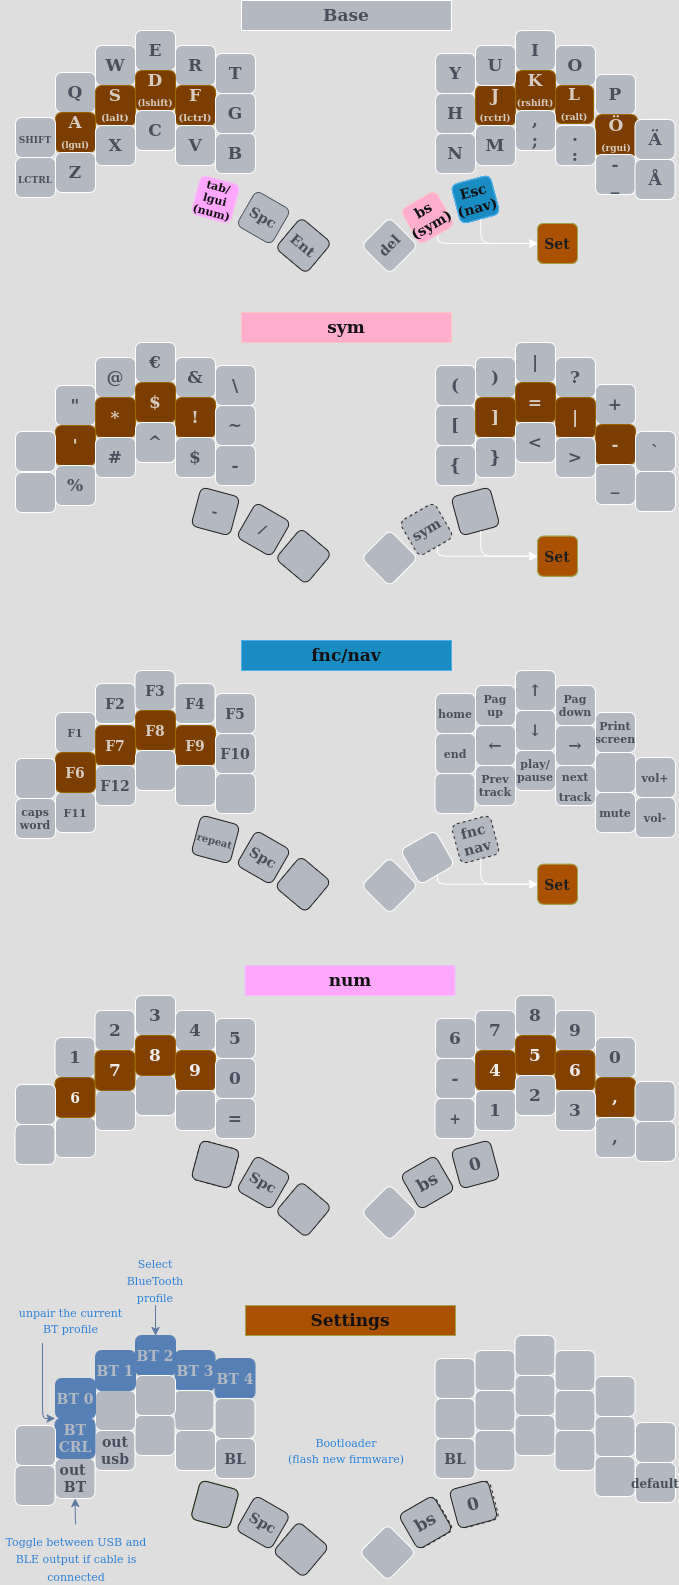 Base
E
W R
Q T
D
(lshift)
S
(lalt)
F
(lctrl)
A
(lgui)
G
SHIFT
C
X V
B
LCTRL
Z
tab/
lgui
(num)
Spc
Ent
I
U O
Y P
K
(rshift)
J
(rctrl)
L
(ralt)
H
Ö
(rgui)
Ä
,
;
M
.
:
N
-
_
Å
Esc
(nav)
bs
(sym)
del
Set
sym
€
@ &
" \
$
* !
' ~
^
# $
% -
- /
|
) ?
( +
=
] |
[ -
`
<
} >
{ _
sym
Set
fnc/nav
F3
F2 F4
F1 F5
F8
F7 F9
F6 F10
F12
caps
word
F11
repeat
Spc
↑
Pag
up
Pag
down
home
Print
screen
↓
← →
end
vol+
play/
pause
Prev
track
next
track
mute
vol-
fnc
nav
Set
num
3
2 4
1 5
8
7 9
6 0
=
Spc
8
7 9
6 0
5
4 6
- ,
2
1 3
+ ,
bs 0
Select
BlueTooth
profile
unpair the current
BT profile
Settings
BT 2
BT 1 BT 3
BT 0 BT 4
BT
CRL
out
usb
BL
out
BT
Spc
Bootloader
(flash new firmware)
BL
default
bs 0
Toggle between USB and
BLE output if cable is
connected